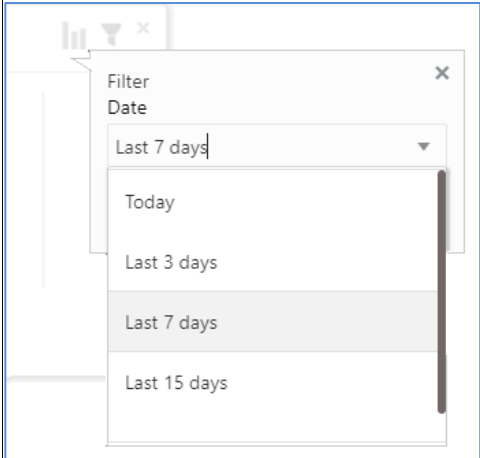 Filter
Date
Last 7 days
Today
Last 3 days
Last 7 days
Last 15 days